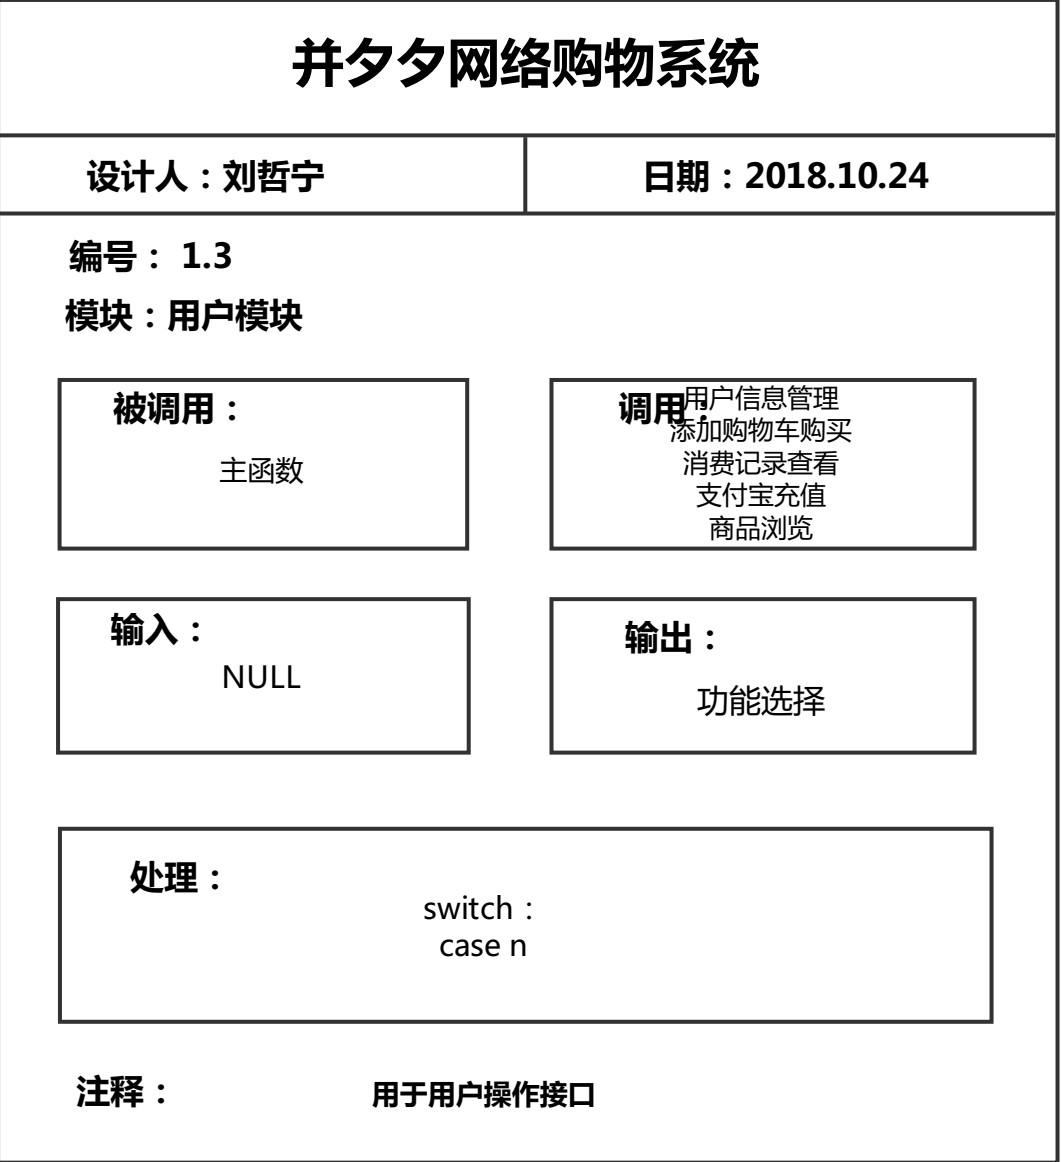 并夕夕网络购物系统
设计人：刘哲宁
日期：2018.10.24
编号： 1.3
模块：用户模块
被调用：
主函数
调用：
用户信息管理
添加购物车购买
消费记录查看
支付宝充值
商品浏览
输入：
NULL
输出：
功能选择
处理：
switch：
case n
注释：
用于用户操作接口